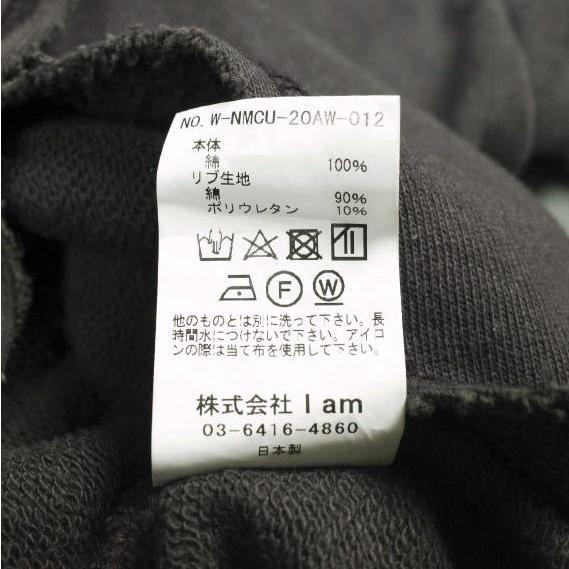 NO. W-NMCU-20AW-012
本体
綿 100%
リブ生地
綿 90%
ポリウレタン 10%
F W
他のものとは別に洗って下さい。長
時間水につけないで下さい。アイコ
ンの際は当て布を使用して下さい。
株式会社 I am
03-6416-4860
日本製